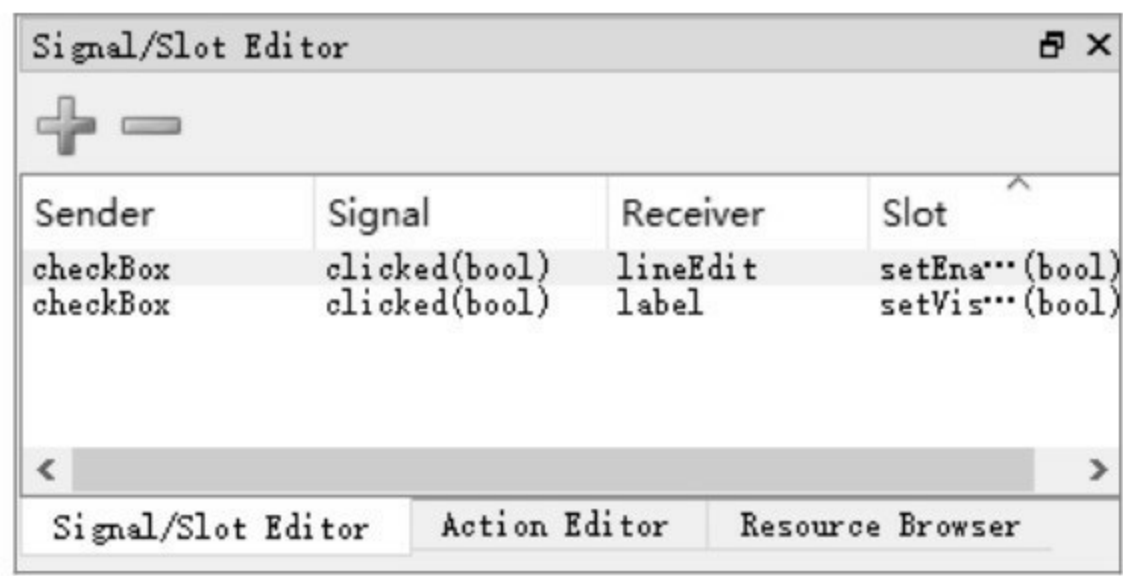 Signal/Slot Editor
Sender Signal Receiver Slot
checkBox clicked(bool) lineEdit setEna…(bool)
checkBox clicked(bool) label setVis…(bool)
Signal/Slot Editor Action Editor Resource Browser